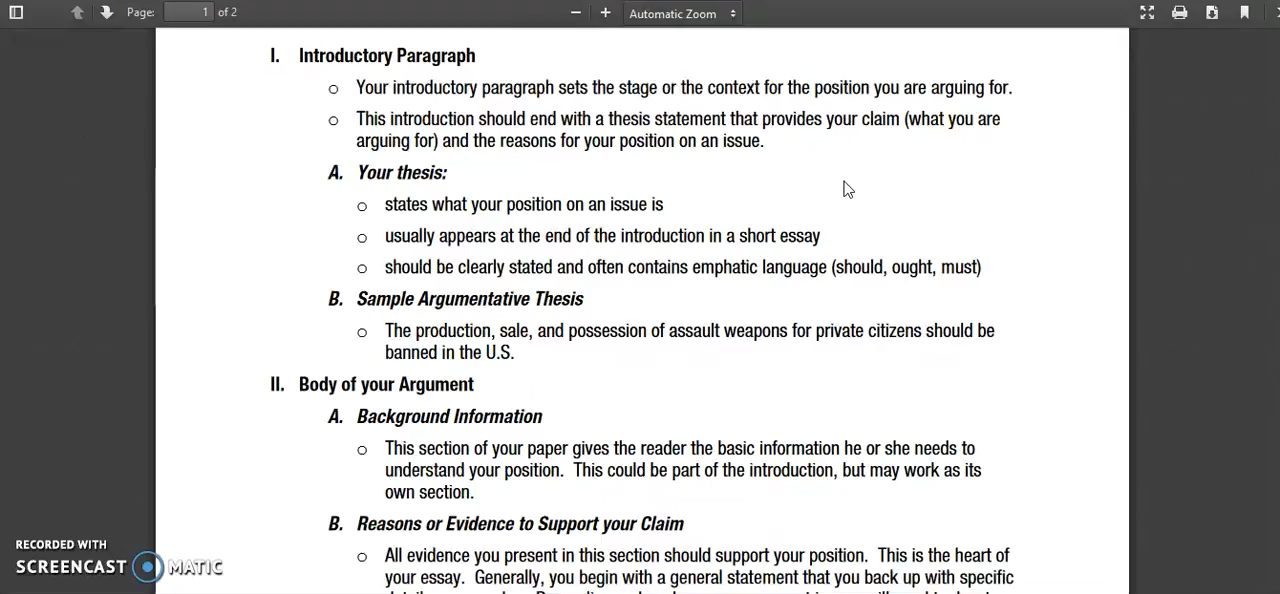 Page: 1 of 2
Automatic Zoom
I. Introductory Paragraph
o Your introductory paragraph sets the stage or the context for the position you are arguing for.
o This introduction should end with a thesis statement that provides your claim (what you are
arguing for) and the reasons for your position on an issue.
A. Your thesis:
o states what your position on an issue is
o usually appears at the end of the introduction in a short essay
o should be clearly stated and often contains emphatic language (should, ought, must)
B. Sample Argumentative Thesis
o The production, sale, and possession of assault weapons for private citizens should be
banned in the U.S.
II. Body of your Argument
A. Background Information
o This section of your paper gives the reader the basic information he or she needs to
understand your position. This could be part of the introduction, but may work as its
own section.
B. Reasons or Evidence to Support your Claim
o All evidence you present in this section should support your position. This is the heart of
your essay. Generally, you begin with a general statement that you back up with specific
RECORDED WITH
SCREENCAST MATIC